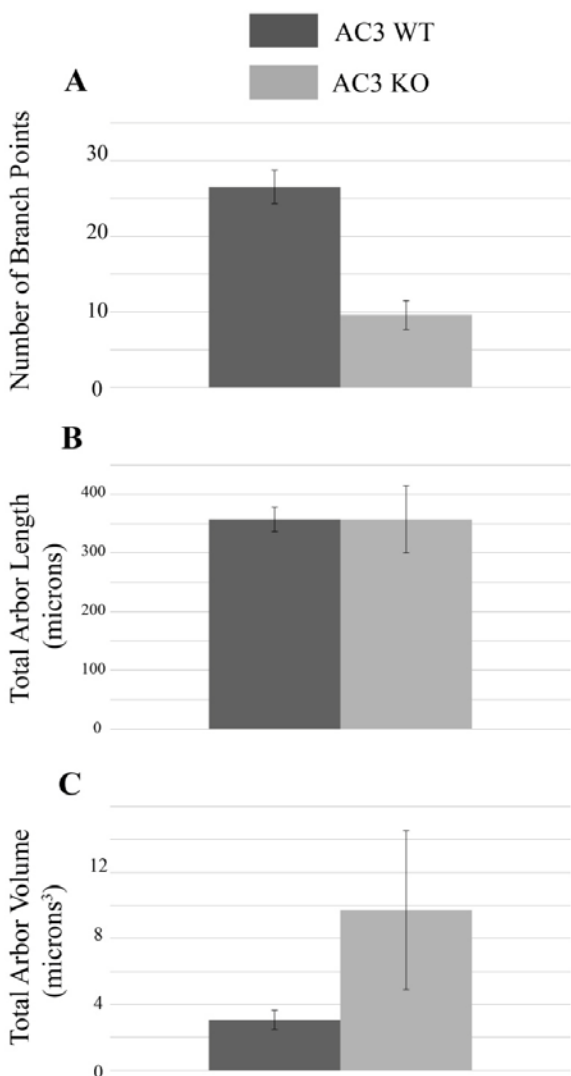 AC3 WT
AC3 KO
A
Number of Branch Points
30
20
10
0
B
Total Arbor Length
(microns)
400
300
200
100
0
C
Total Arbor Volume
(microns³)
12
8
4
0